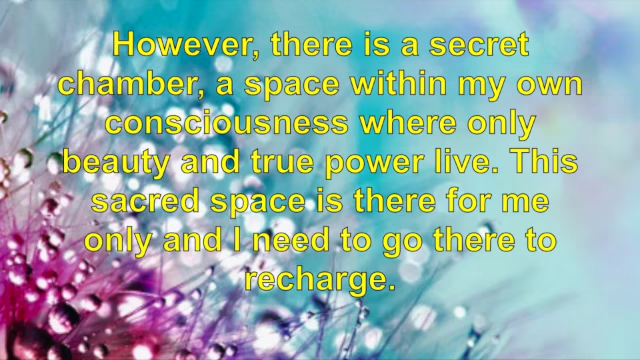 However, there is a secret
chamber, a space within my own
consciousness where only
beauty and true power live. This
sacred space is there for me
only and I need to go there to
recharge.